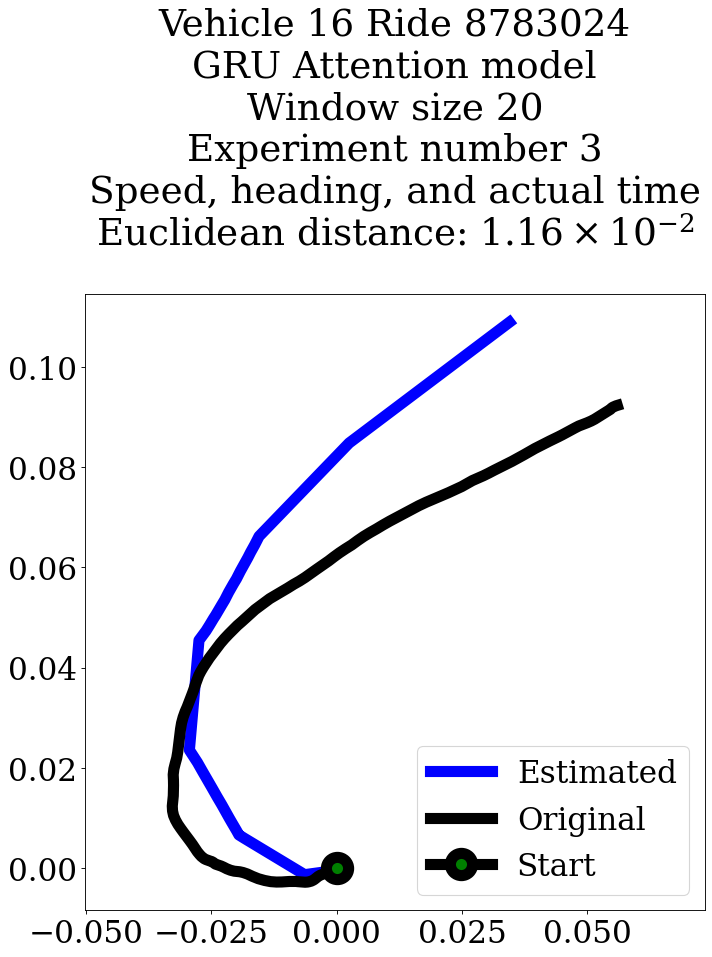 Vehicle 16 Ride 8783024
GRU Attention model
Window size 20
Experiment number 3
Speed, heading, and actual time
Euclidean distance: 1.16 × 10⁻²
0.10
0.08
0.06
0.04
0.02
0.00
Estimated
Original
Start
−0.050 −0.025 0.000 0.025 0.050